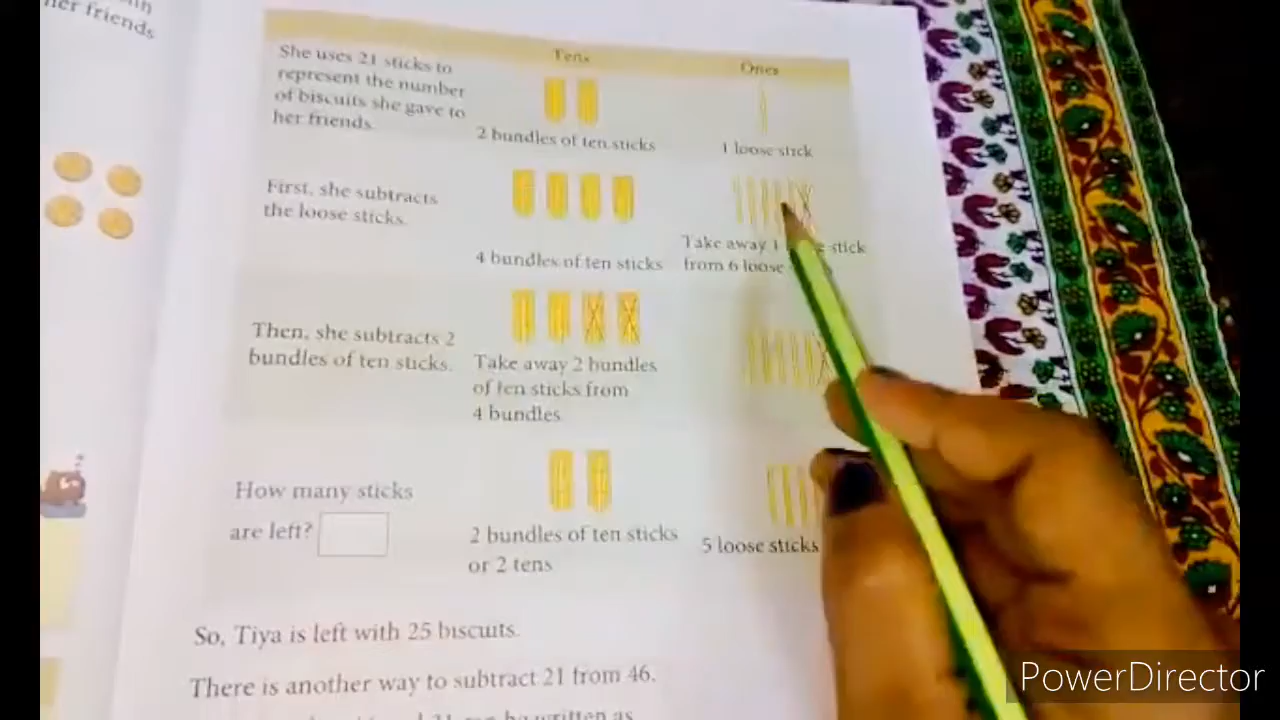 her friends
Tens
Ones
She uses 21 sticks to
represent the number
of biscuits she gave to
her friends.
2 bundles of ten sticks
1 loose stick
First, she subtracts
the loose sticks.
4 bundles of ten sticks
Take away 1 stick
from 6 loose
Then, she subtracts 2
bundles of ten sticks.
Take away 2 bundles
of ten sticks from
4 bundles
How many sticks
are left?
2 bundles of ten sticks
or 2 tens
5 loose sticks
So, Tiya is left with 25 biscuits.
There is another way to subtract 21 from 46.
21 can be written as
PowerDirector